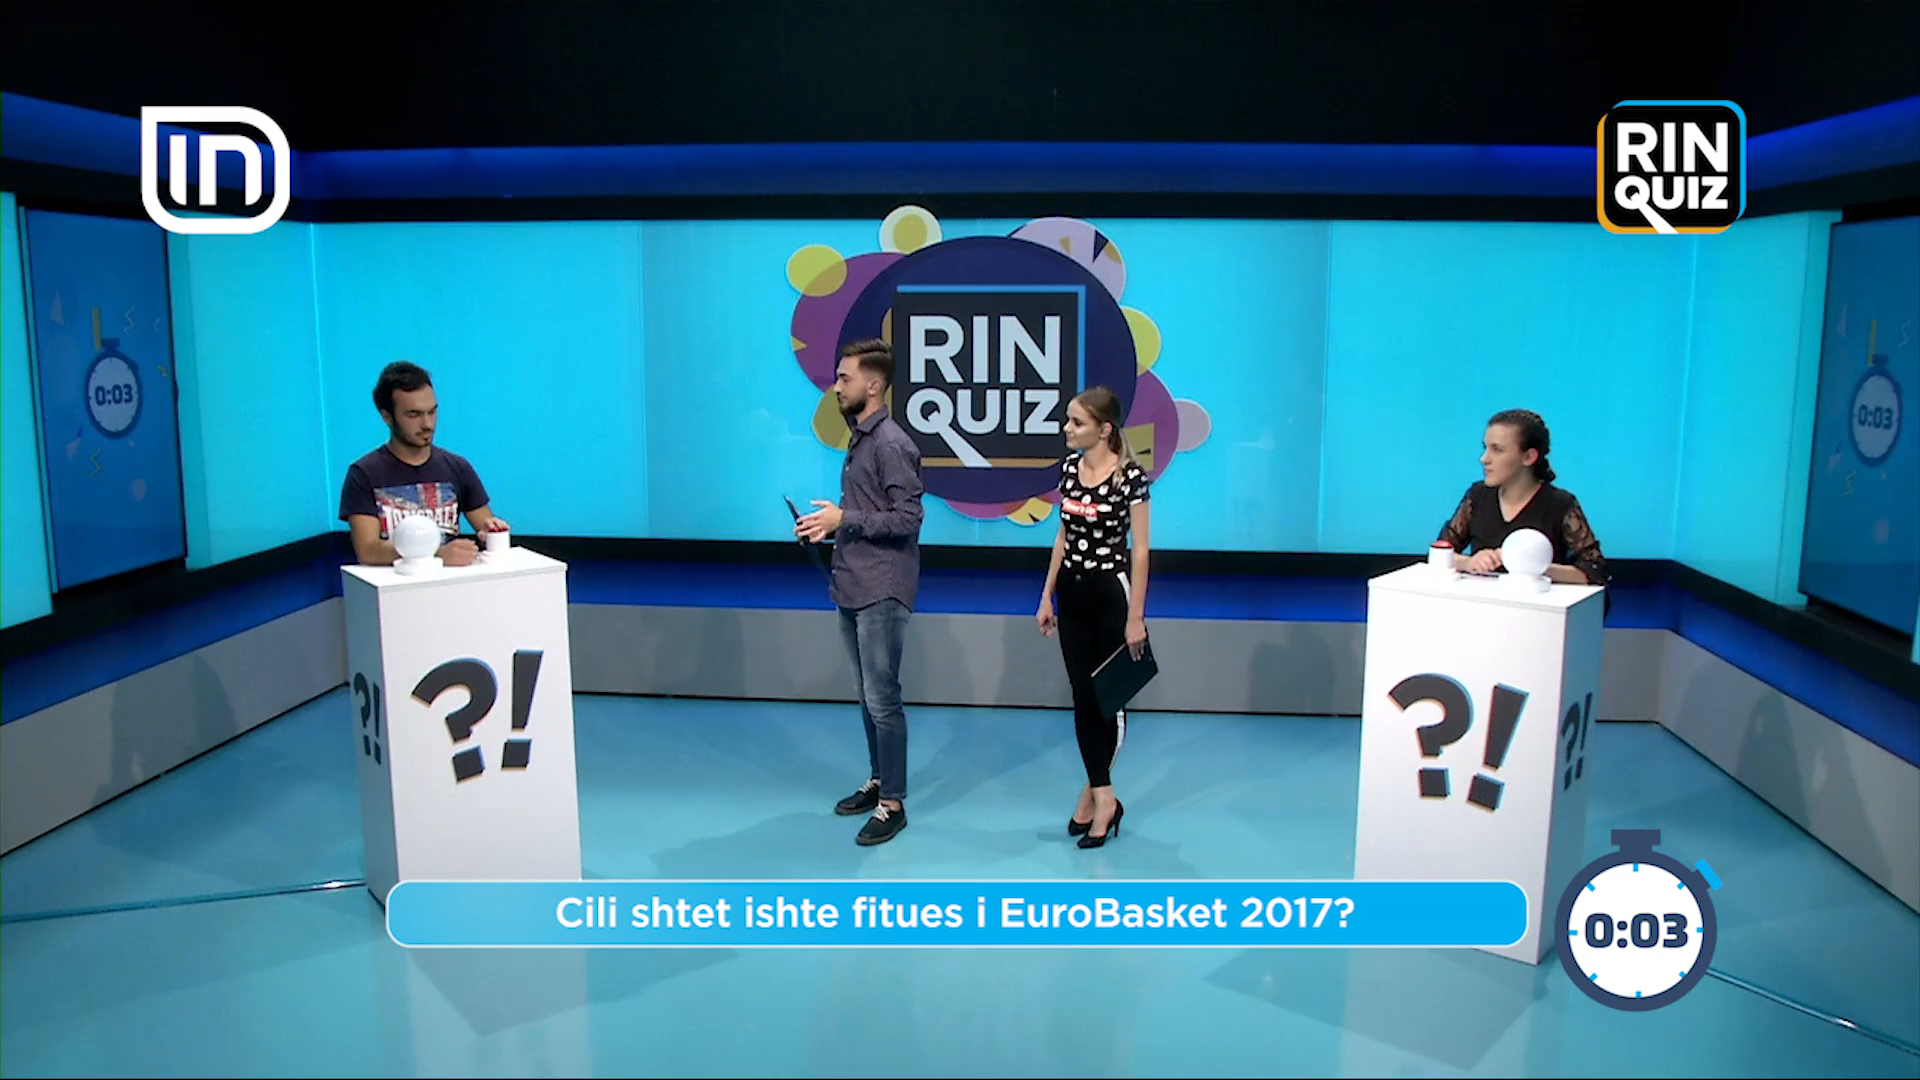 IN
RIN
QUIZ
RIN
QUIZ
0:03
0:03
?!
?!
?!
?!
Cili shtet ishte fitues i EuroBasket 2017?
0:03